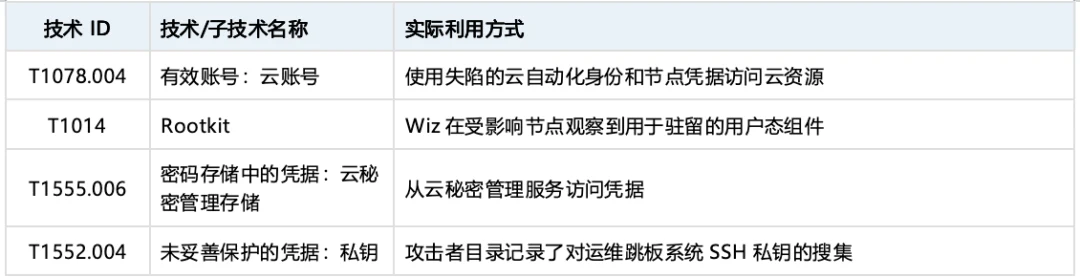 技术 ID 技术/子技术名称 实际利用方式
T1078.004 有效账号：云账号 使用失陷的云自动化身份和节点凭据访问云资源
T1014 Rootkit Wiz 在受影响节点观察到用于驻留的用户态组件
T1555.006 密码存储中的凭据：云秘
密管理存储 从云秘密管理服务访问凭据
T1552.004 未妥善保护的凭据：私钥 攻击者目录记录了对运维跳板系统 SSH 私钥的搜集